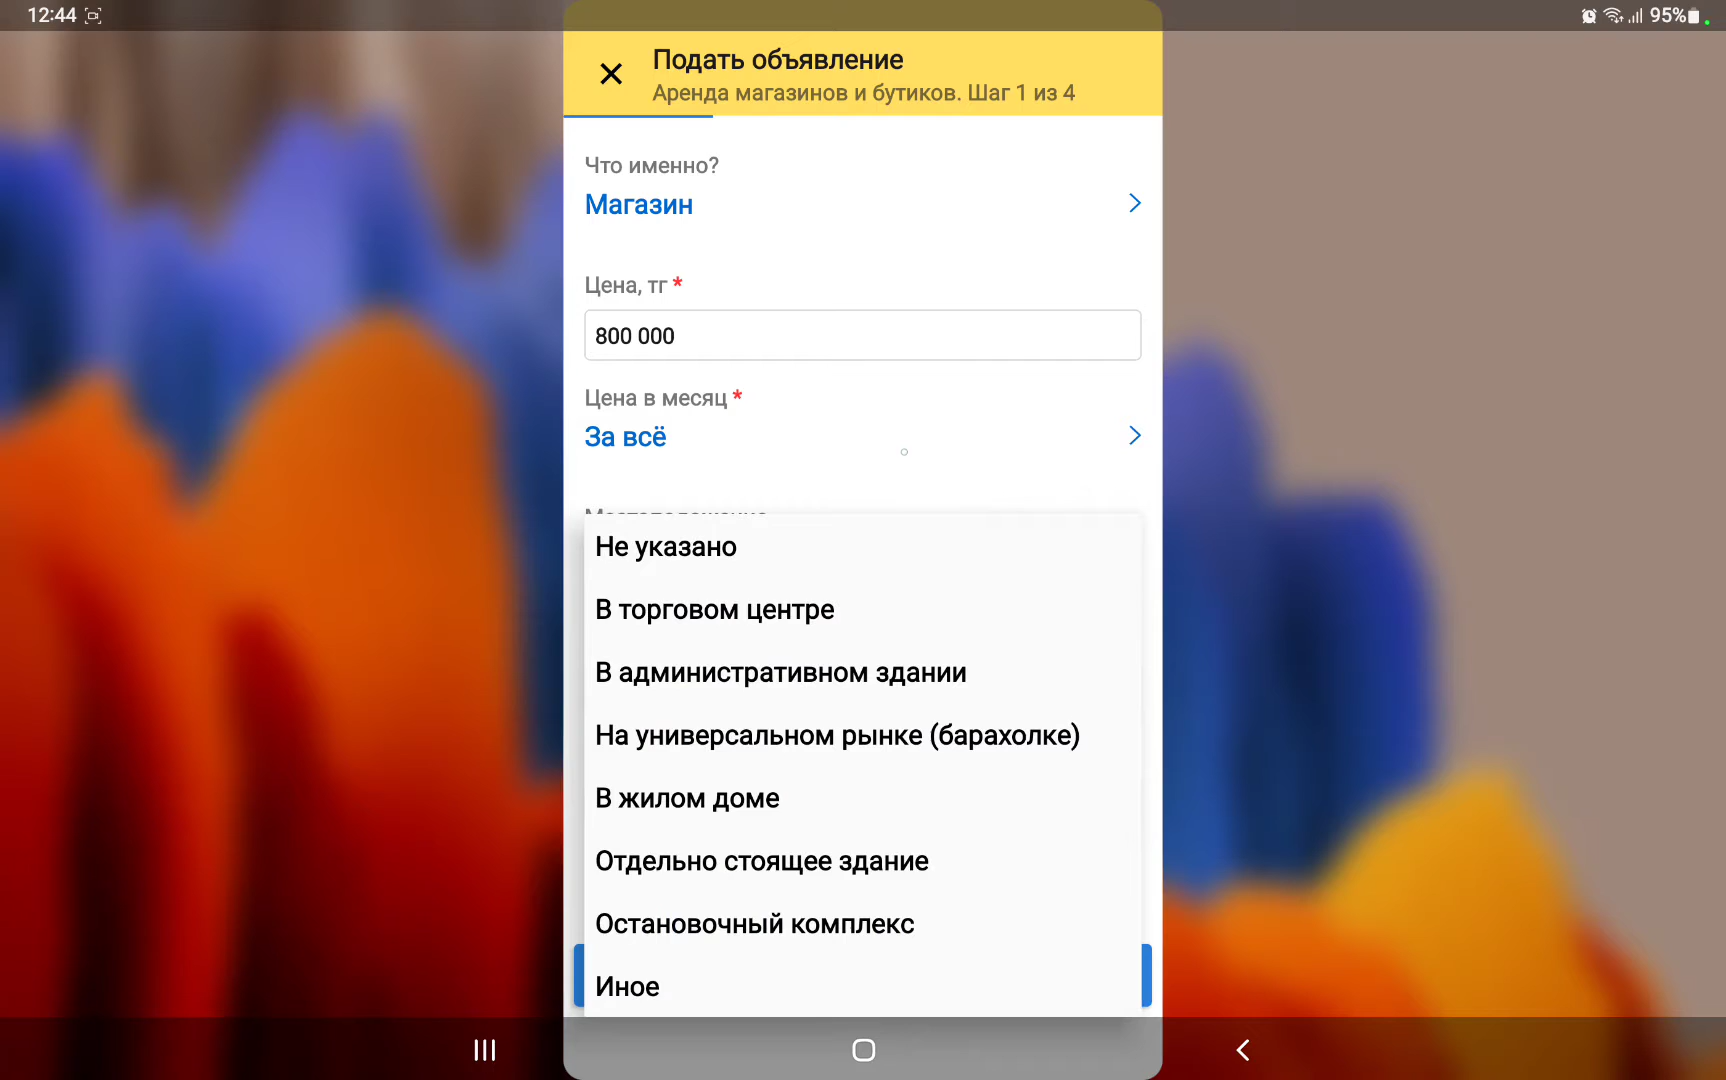 12:44
95%
Подать объявление
Аренда магазинов и бутиков. Шаг 1 из 4
Что именно?
Магазин
Цена, тг *
800 000
Цена в месяц *
За всё
Не указано
В торговом центре
В административном здании
На универсальном рынке (барахолке)
В жилом доме
Отдельно стоящее здание
Остановочный комплекс
Иное